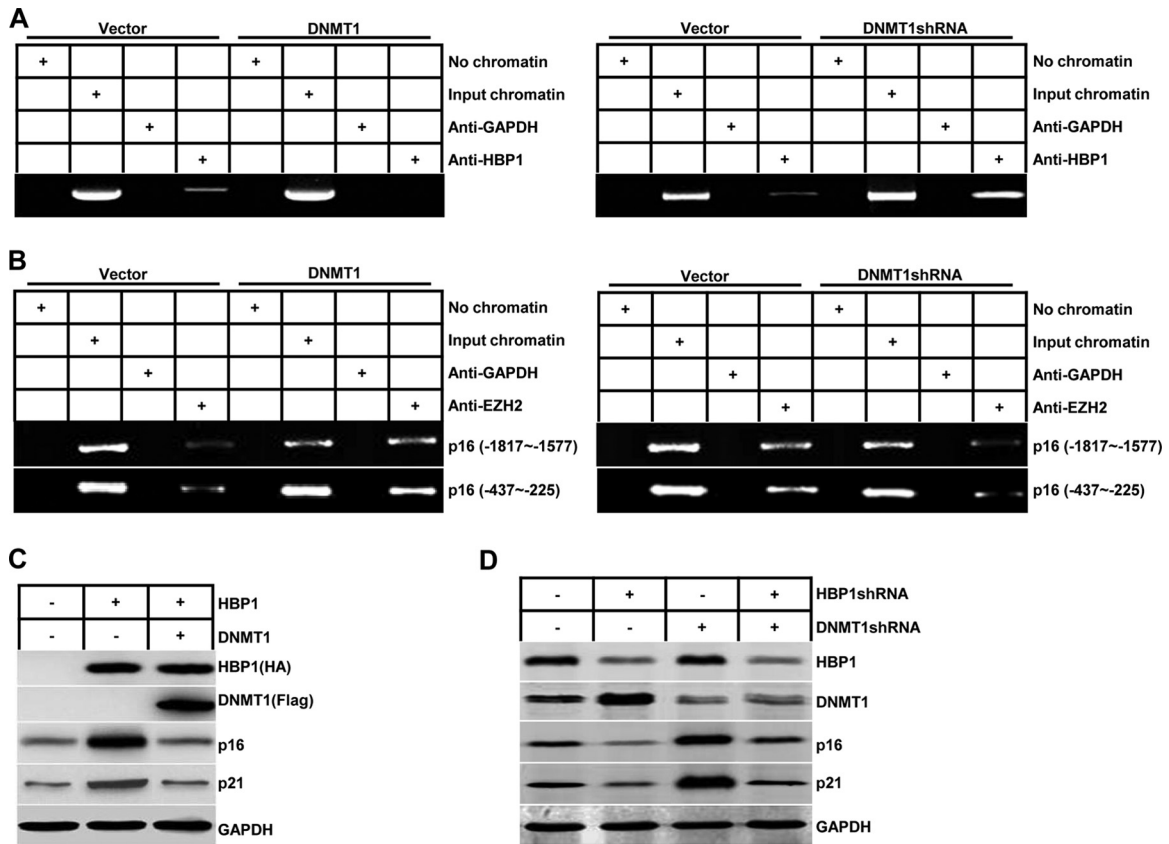 A
Vector DNMT1
+ + No chromatin
+ + Input chromatin
+ + Anti-GAPDH
+ + Anti-HBP1
Vector DNMT1shRNA
+ + No chromatin
+ + Input chromatin
+ + Anti-GAPDH
+ + Anti-HBP1
B
Vector DNMT1
+ + No chromatin
+ + Input chromatin
+ + Anti-GAPDH
+ + Anti-EZH2
p16 (-1817~-1577)
p16 (-437~-225)
Vector DNMT1shRNA
+ + No chromatin
+ + Input chromatin
+ + Anti-GAPDH
+ + Anti-EZH2
p16 (-1817~-1577)
p16 (-437~-225)
C
- + + HBP1
- - + DNMT1
HBP1(HA)
DNMT1(Flag)
p16
p21
GAPDH
D
- + - + HBP1shRNA
- - + + DNMT1shRNA
HBP1
DNMT1
p16
p21
GAPDH